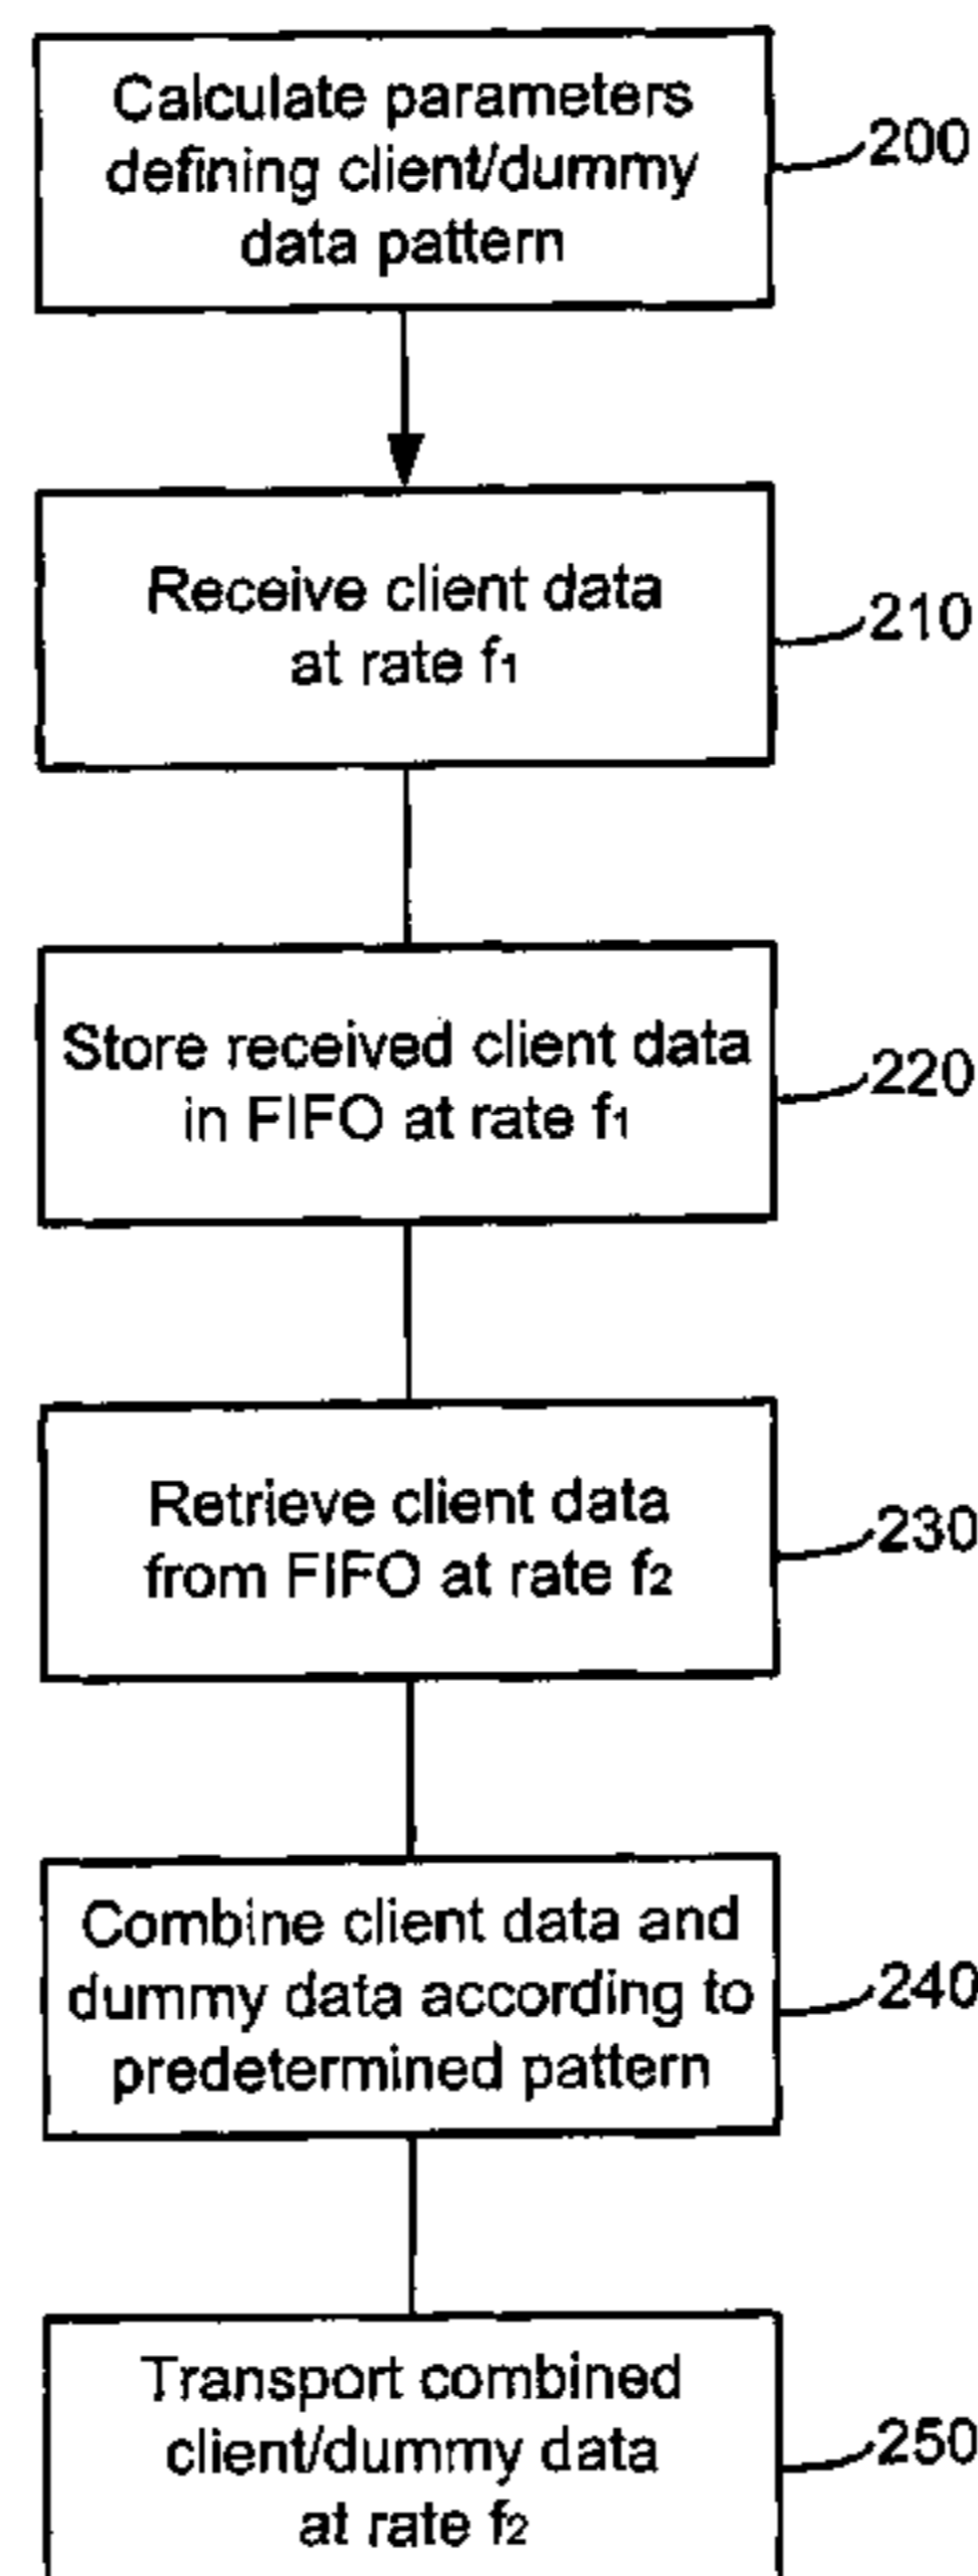 Calculate parameters
defining client/dummy
data pattern
200
Receive client data
at rate f₁
210
Store received client data
in FIFO at rate f₁
220
Retrieve client data
from FIFO at rate f₂
230
Combine client data and
dummy data according to
predetermined pattern
240
Transport combined
client/dummy data
at rate f₂
250